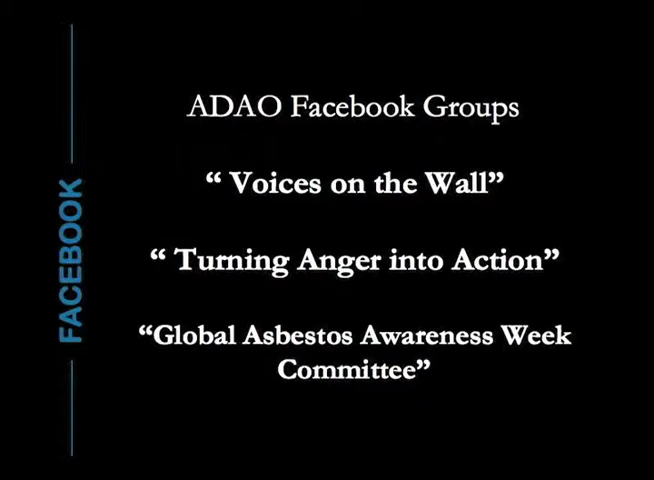 FACEBOOK
ADAO Facebook Groups
“ Voices on the Wall”
“ Turning Anger into Action”
“Global Asbestos Awareness Week
Committee”